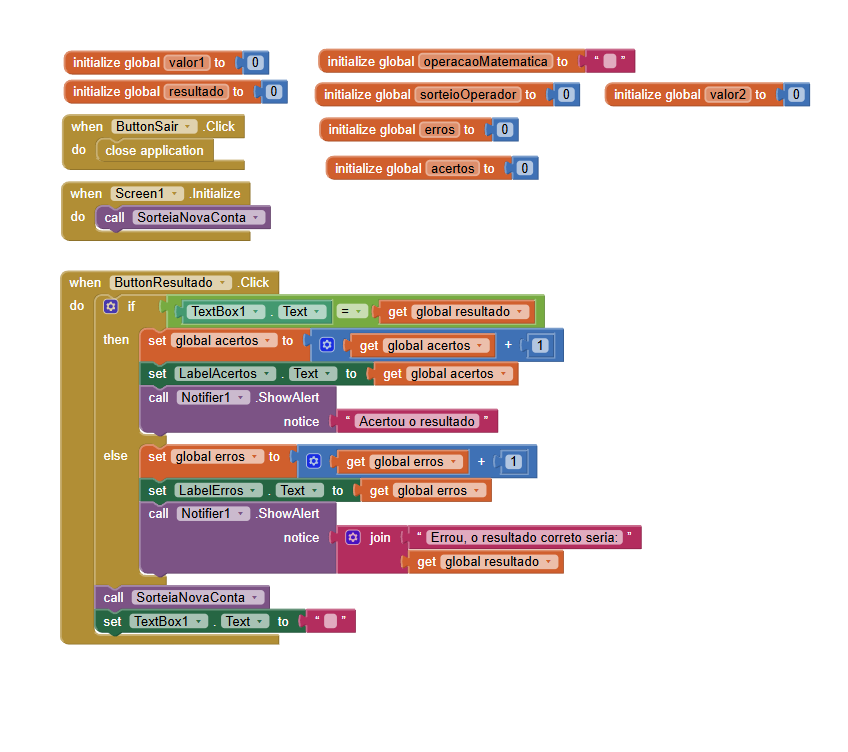 initialize global valor1 to 0
initialize global operacaoMatematica to “ ”
initialize global resultado to 0
initialize global sorteioOperador to 0
initialize global valor2 to 0
initialize global erros to 0
initialize global acertos to 0
when ButtonSair .Click
do close application
when Screen1 .Initialize
do call SorteiaNovaConta
when ButtonResultado .Click
do if TextBox1 . Text = get global resultado
then set global acertos to get global acertos + 1
set LabelAcertos . Text to get global acertos
call Notifier1 .ShowAlert
notice “ Acertou o resultado ”
else set global erros to get global erros + 1
set LabelErros . Text to get global erros
call Notifier1 .ShowAlert
notice join “ Errou, o resultado correto seria: ”
get global resultado
call SorteiaNovaConta
set TextBox1 . Text to “ ”